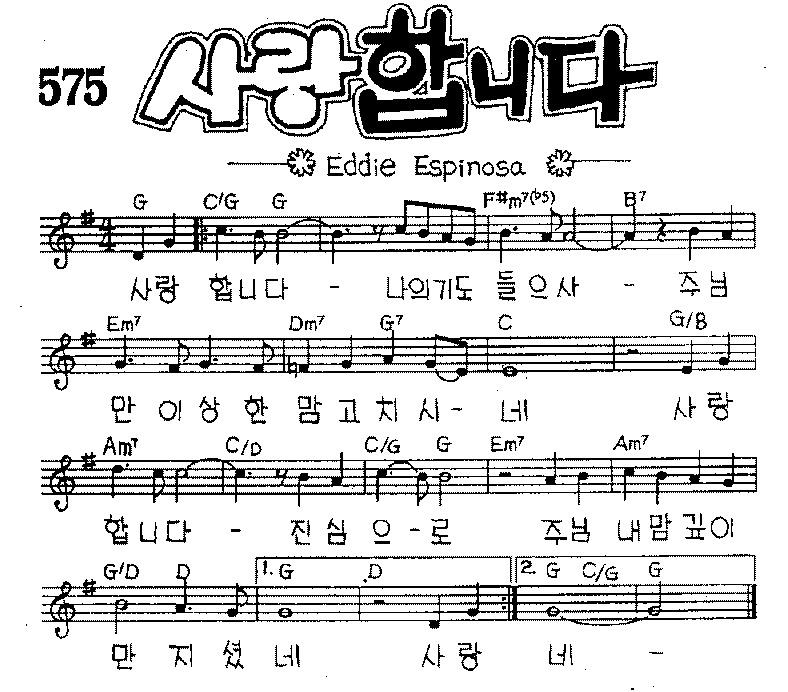 575
사랑합니다
Eddie Espinosa
G C/G G F#m7(b5) B7
사랑 합니다 - 나의기도 들으사 - 주님
Em7 Dm7 G7 C G/B
만 이 상 한 맘 고 치 시 - 네 사 랑
Am7 C/D C/G G Em7 Am7
합니다 - 진심 으 - 로 주님 내맘 깊이
G/D D 1. G D 2. G C/G G
만 지 셨 네 사 랑 네 -